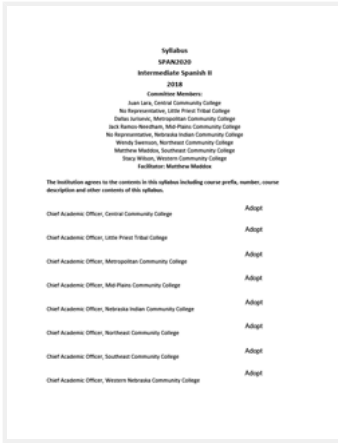 Syllabus
SPAN2020
Intermediate Spanish II
2018
Committee Members:
Juan Lara, Central Community College
No Representative, Little Priest Tribal College
Dallas Jurisevic, Metropolitan Community College
Jack Ramos-Needham, Mid-Plains Community College
No Representative, Nebraska Indian Community College
Wendy Swenson, Northeast Community College
Matthew Maddox, Southeast Community College
Stacy Wilson, Western Community College
Facilitator: Matthew Maddox
The Institution agrees to the contents in this syllabus including course prefix, number, course
description and other contents of this syllabus.
Adopt
Chief Academic Officer, Central Community College
Adopt
Chief Academic Officer, Little Priest Tribal College
Adopt
Chief Academic Officer, Metropolitan Community College
Adopt
Chief Academic Officer, Mid-Plains Community College
Adopt
Chief Academic Officer, Nebraska Indian Community College
Adopt
Chief Academic Officer, Northeast Community College
Adopt
Chief Academic Officer, Southeast Community College
Adopt
Chief Academic Officer, Western Nebraska Community College